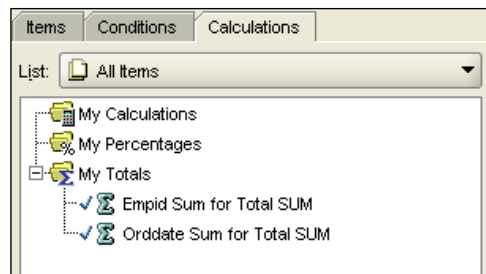 Items Conditions Calculations
List: All Items
My Calculations
My Percentages
My Totals
Empid Sum for Total SUM
Orddate Sum for Total SUM